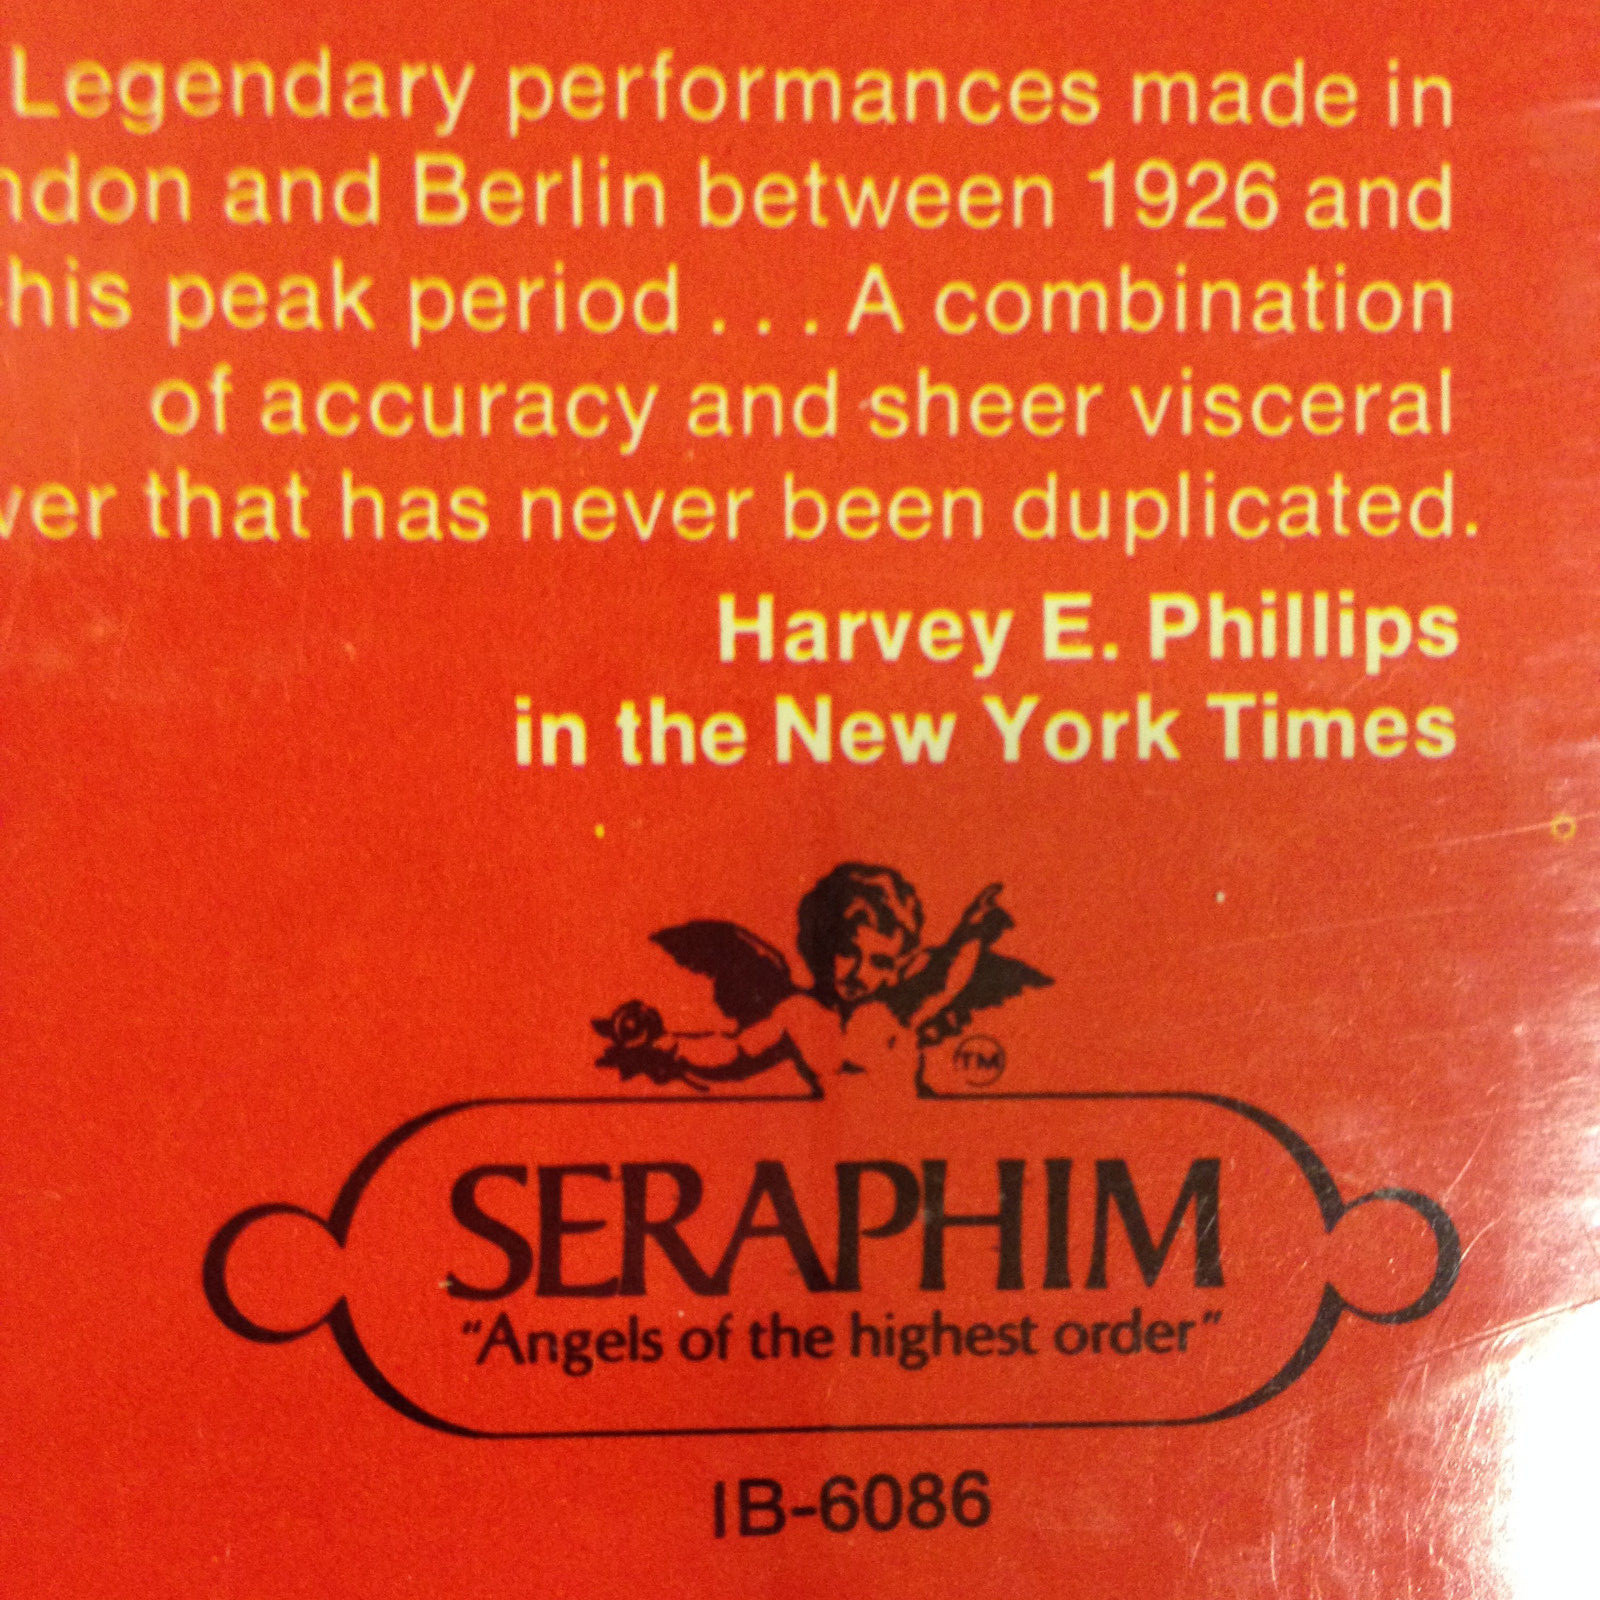 Legendary performances made in
and Berlin between 1926 and
his peak period . . . A combination
of accuracy and sheer visceral
that has never been duplicated.
Harvey E. Phillips
in the New York Times
TM
SERAPHIM
"Angels of the highest order"
IB-6086